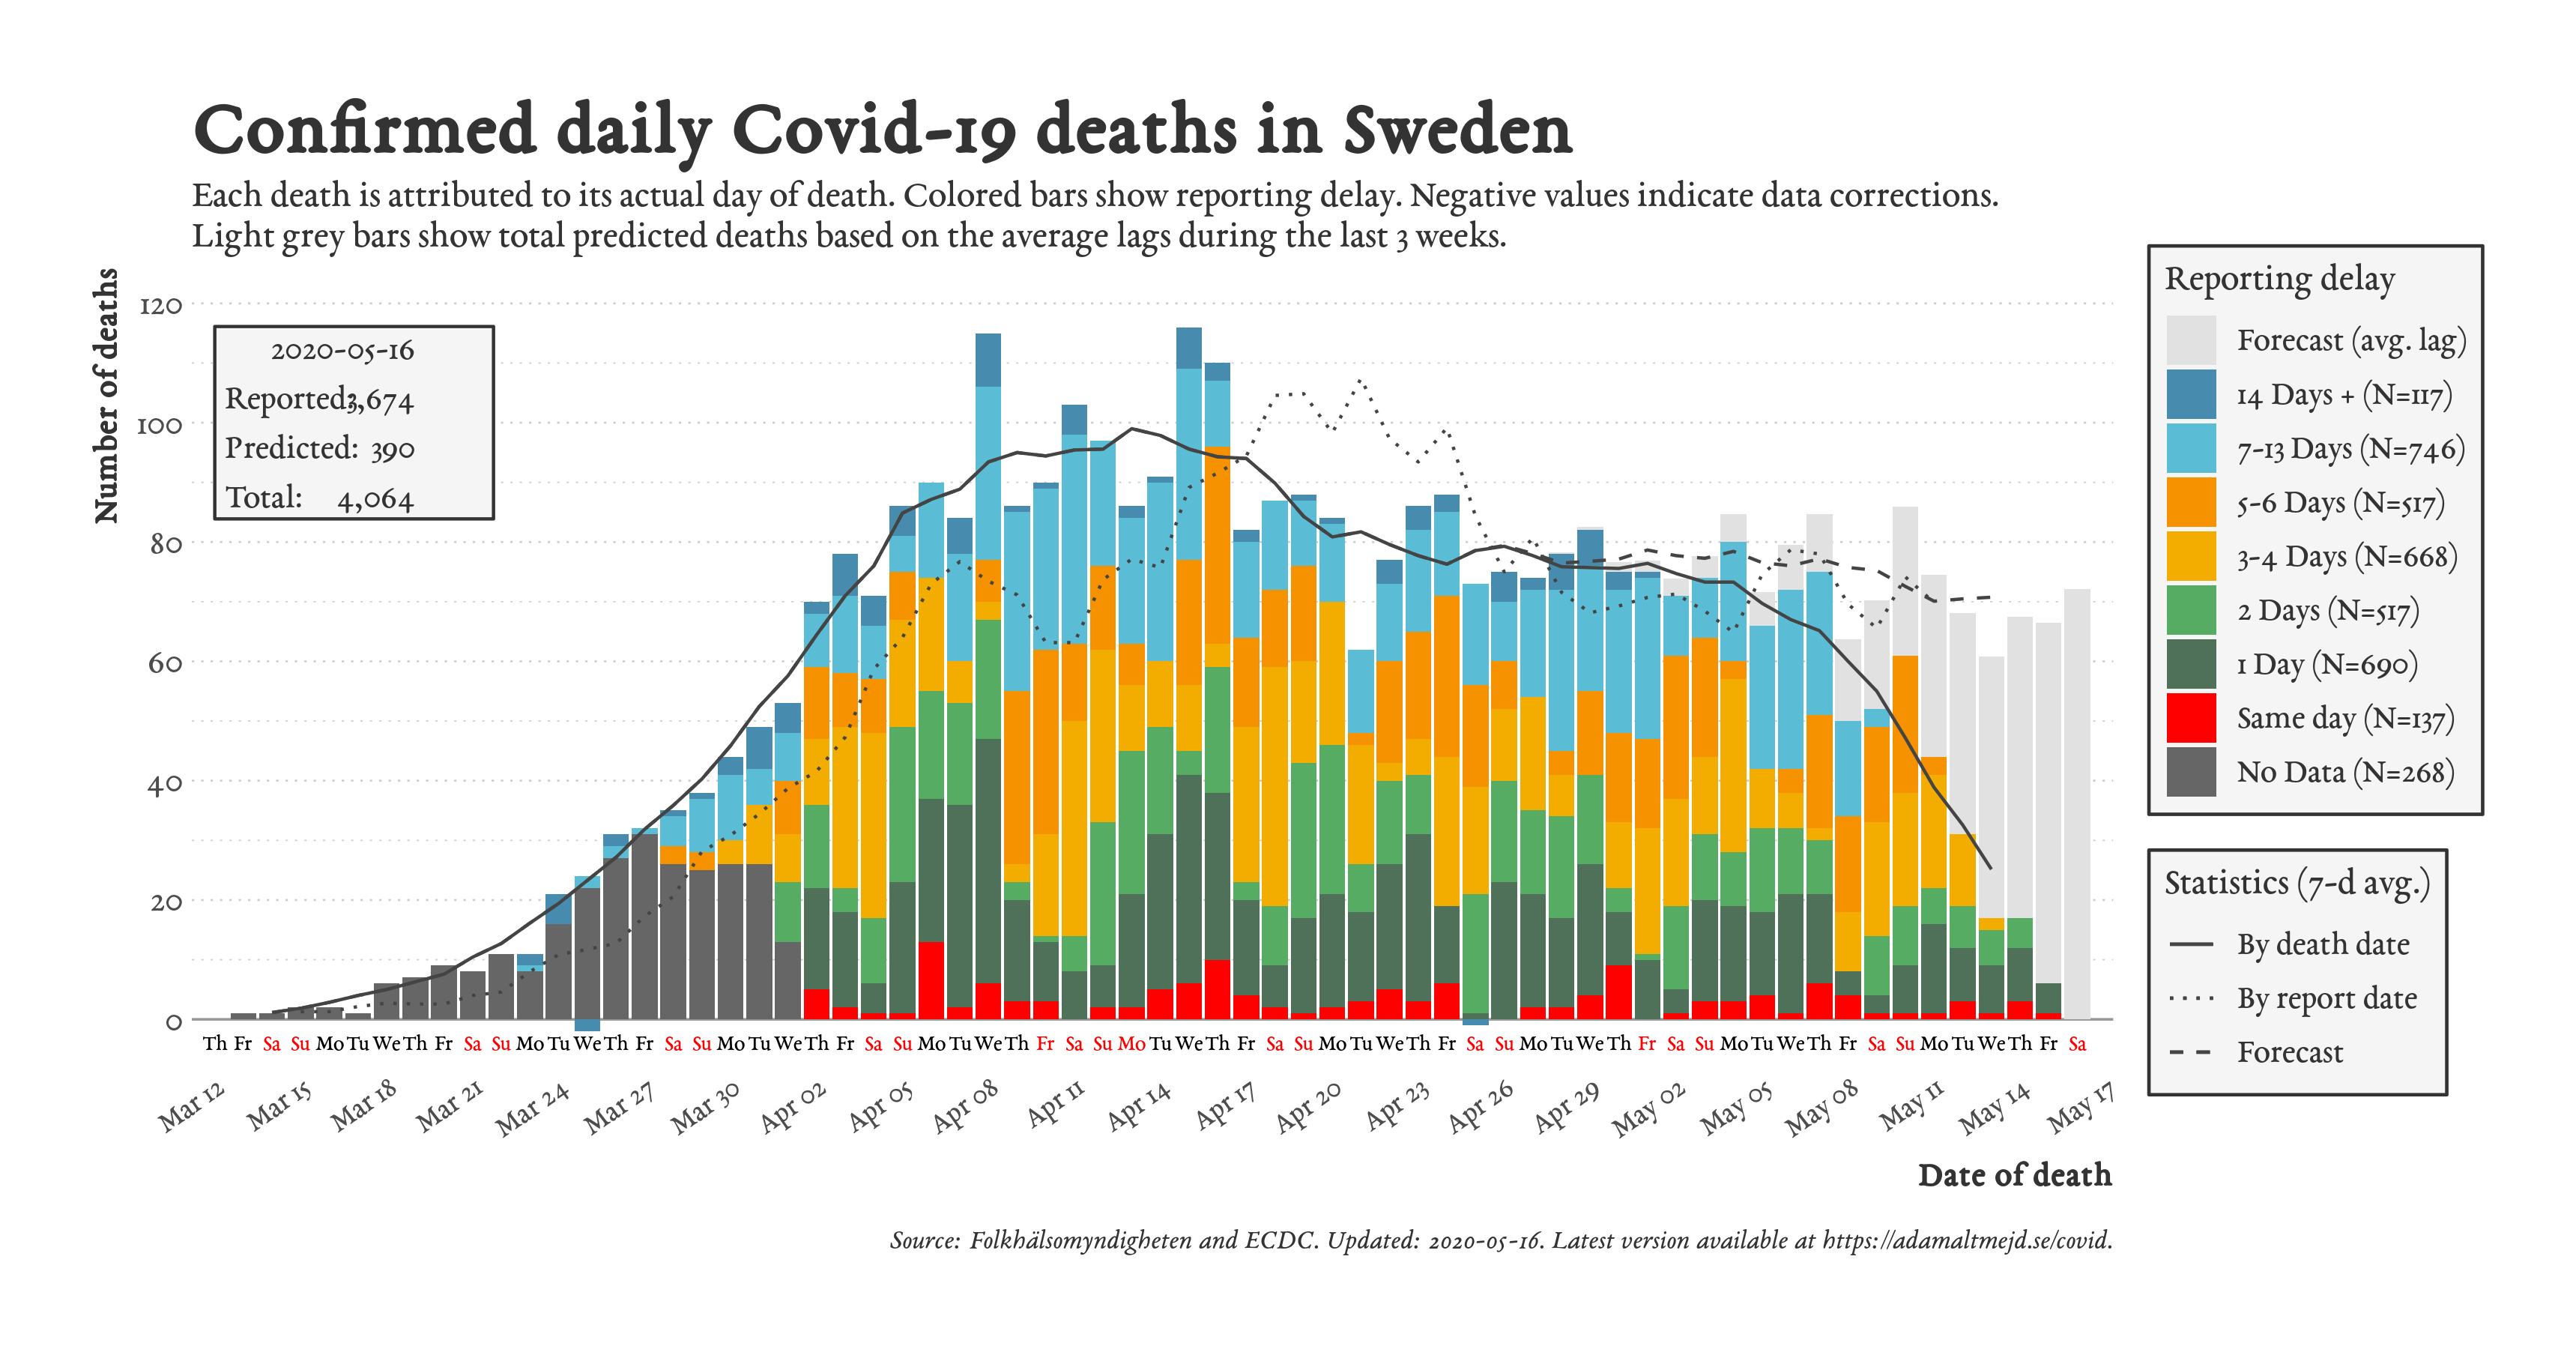 Confirmed daily Covid-19 deaths in Sweden
Each death is attributed to its actual day of death. Colored bars show reporting delay. Negative values indicate data corrections.
Light grey bars show total predicted deaths based on the average lags during the last 3 weeks.
Number of deaths
120
100
80
60
40
20
0
2020-05-16
Reported:3,674
Predicted: 390
Total: 4,064
Th Fr Sa Su Mo Tu We Th Fr Sa Su Mo Tu We Th Fr Sa Su Mo Tu We Th Fr Sa Su Mo Tu We Th Fr Sa Su Mo Tu We Th Fr Sa Su Mo Tu We Th Fr Sa Su Mo Tu We Th Fr Sa Su Mo Tu We Th Fr Sa Su Mo Tu We Th Fr Sa
Mar 12 Mar 15 Mar 18 Mar 21 Mar 24 Mar 27 Mar 30 Apr 02 Apr 05 Apr 08 Apr 11 Apr 14 Apr 17 Apr 20 Apr 23 Apr 26 Apr 29 May 02 May 05 May 08 May 11 May 14 May 17
Date of death
Reporting delay
Forecast (avg. lag)
14 Days + (N=117)
7-13 Days (N=746)
5-6 Days (N=517)
3-4 Days (N=668)
2 Days (N=517)
1 Day (N=690)
Same day (N=137)
No Data (N=268)
Statistics (7-d avg.)
By death date
By report date
Forecast
Source: Folkhälsomyndigheten and ECDC. Updated: 2020-05-16. Latest version available at https://adamaltmejd.se/covid.